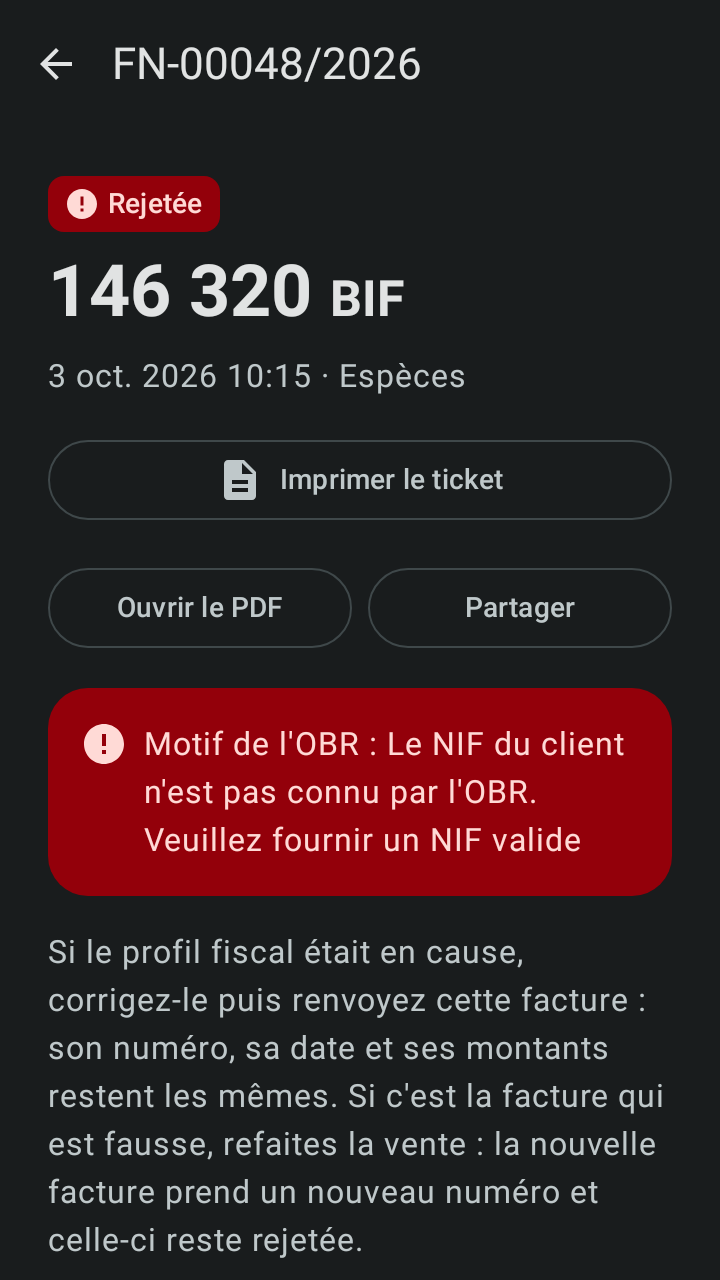 FN-00048/2026
Rejetée
146 320 BIF
3 oct. 2026 10:15 · Espèces
Imprimer le ticket
Ouvrir le PDF
Partager
Motif de l'OBR : Le NIF du client
n'est pas connu par l'OBR.
Veuillez fournir un NIF valide
Si le profil fiscal était en cause,
corrigez-le puis renvoyez cette facture :
son numéro, sa date et ses montants
restent les mêmes. Si c'est la facture qui
est fausse, refaites la vente : la nouvelle
facture prend un nouveau numéro et
celle-ci reste rejetée.